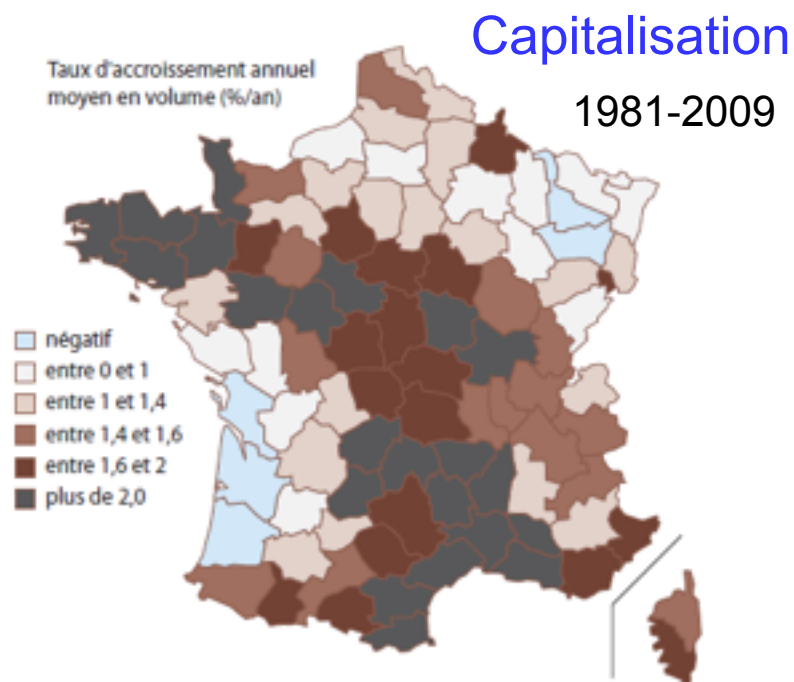 Capitalisation
1981-2009
Taux d'accroissement annuel
moyen en volume (%/an)
négatif
entre 0 et 1
entre 1 et 1,4
entre 1,4 et 1,6
entre 1,6 et 2
plus de 2,0